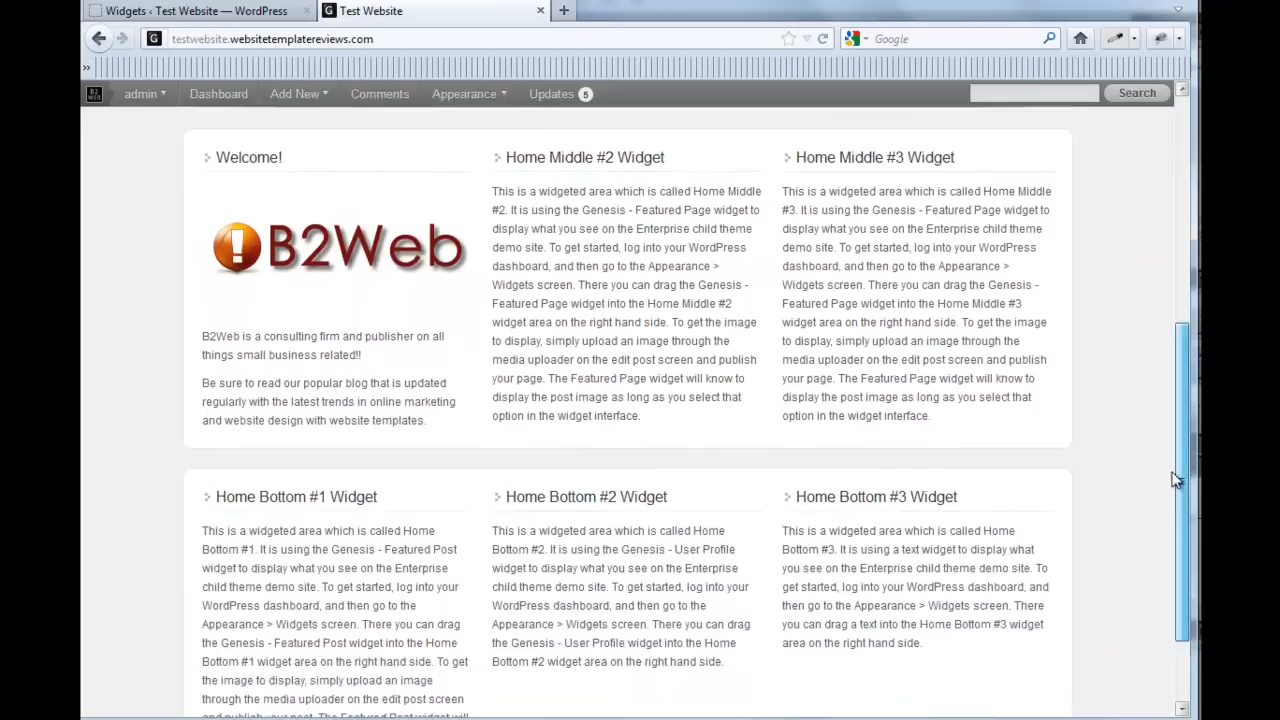 Widgets ‹ Test Website — WordPress
Test Website
testwebsite.websitetemplatereviews.com
Google
B2 WEB
admin
Dashboard
Add New
Comments
Appearance
Updates 5
Search
Welcome!
B2Web
B2Web is a consulting firm and publisher on all
things small business related!!
Be sure to read our popular blog that is updated
regularly with the latest trends in online marketing
and website design with website templates.
Home Middle #2 Widget
This is a widgeted area which is called Home Middle
#2. It is using the Genesis - Featured Page widget to
display what you see on the Enterprise child theme
demo site. To get started, log into your WordPress
dashboard, and then go to the Appearance >
Widgets screen. There you can drag the Genesis -
Featured Page widget into the Home Middle #2
widget area on the right hand side. To get the image
to display, simply upload an image through the
media uploader on the edit post screen and publish
your page. The Featured Page widget will know to
display the post image as long as you select that
option in the widget interface.
Home Middle #3 Widget
This is a widgeted area which is called Home Middle
#3. It is using the Genesis - Featured Page widget to
display what you see on the Enterprise child theme
demo site. To get started, log into your WordPress
dashboard, and then go to the Appearance >
Widgets screen. There you can drag the Genesis -
Featured Page widget into the Home Middle #3
widget area on the right hand side. To get the image
to display, simply upload an image through the
media uploader on the edit post screen and publish
your page. The Featured Page widget will know to
display the post image as long as you select that
option in the widget interface.
Home Bottom #1 Widget
This is a widgeted area which is called Home
Bottom #1. It is using the Genesis - Featured Post
widget to display what you see on the Enterprise
child theme demo site. To get started, log into your
WordPress dashboard, and then go to the
Appearance > Widgets screen. There you can drag
the Genesis - Featured Post widget into the Home
Bottom #1 widget area on the right hand side. To get
the image to display, simply upload an image
through the media uploader on the edit post screen
and publish your post. The Featured Post widget will
Home Bottom #2 Widget
This is a widgeted area which is called Home
Bottom #2. It is using the Genesis - User Profile
widget to display what you see on the Enterprise
child theme demo site. To get started, log into your
WordPress dashboard, and then go to the
Appearance > Widgets screen. There you can drag
the Genesis - User Profile widget into the Home
Bottom #2 widget area on the right hand side.
Home Bottom #3 Widget
This is a widgeted area which is called Home
Bottom #3. It is using a text widget to display what
you see on the Enterprise child theme demo site. To
get started, log into your WordPress dashboard, and
then go to the Appearance > Widgets screen. There
you can drag a text into the Home Bottom #3 widget
area on the right hand side.